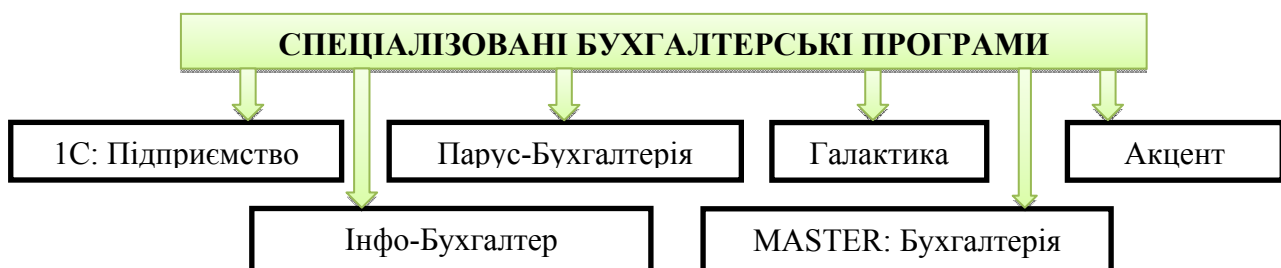 СПЕЦІАЛІЗОВАНІ БУХГАЛТЕРСЬКІ ПРОГРАМИ
1С: Підприємство
Парус-Бухгалтерія
Галактика
Акцент
Інфо-Бухгалтер
MASTER: Бухгалтерія